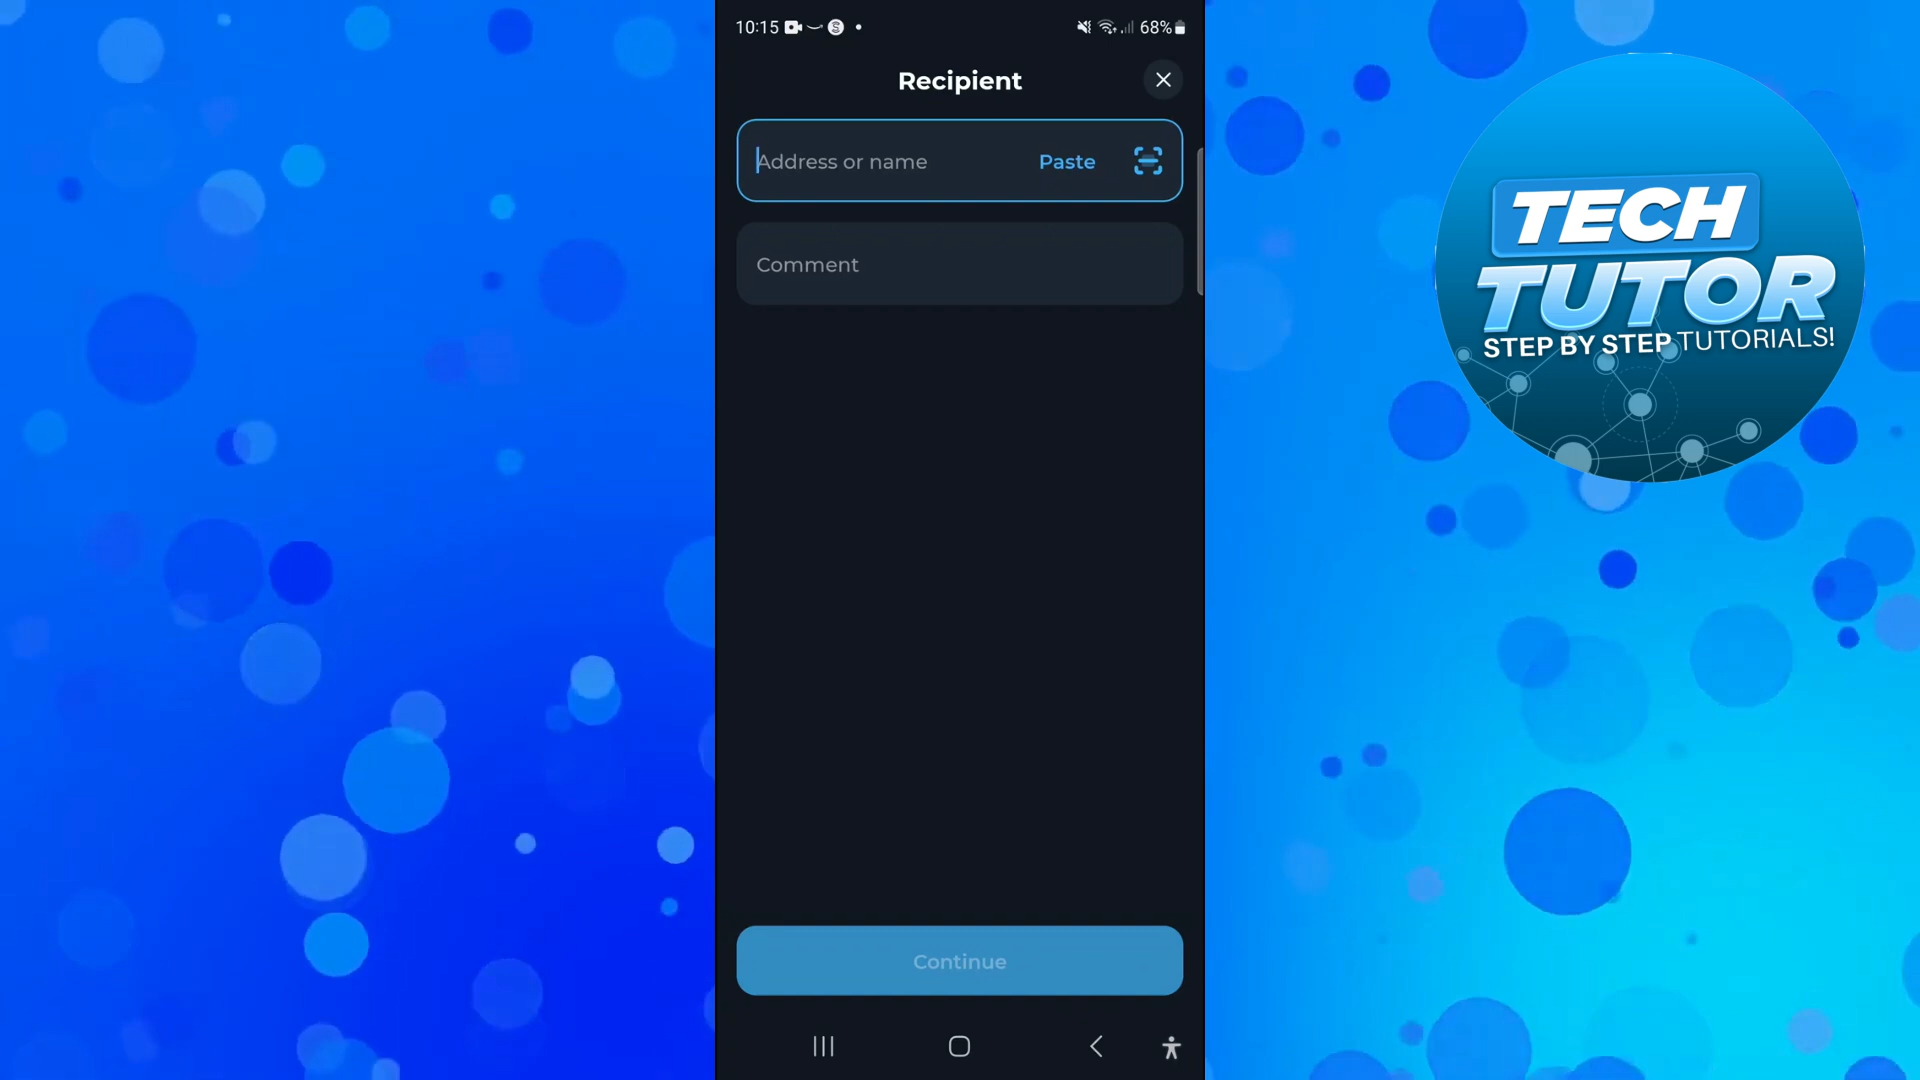 10:15
68%
Recipient
Address or name
Paste
Comment
Continue
TECH
TUTOR
STEP BY STEP TUTORIALS!